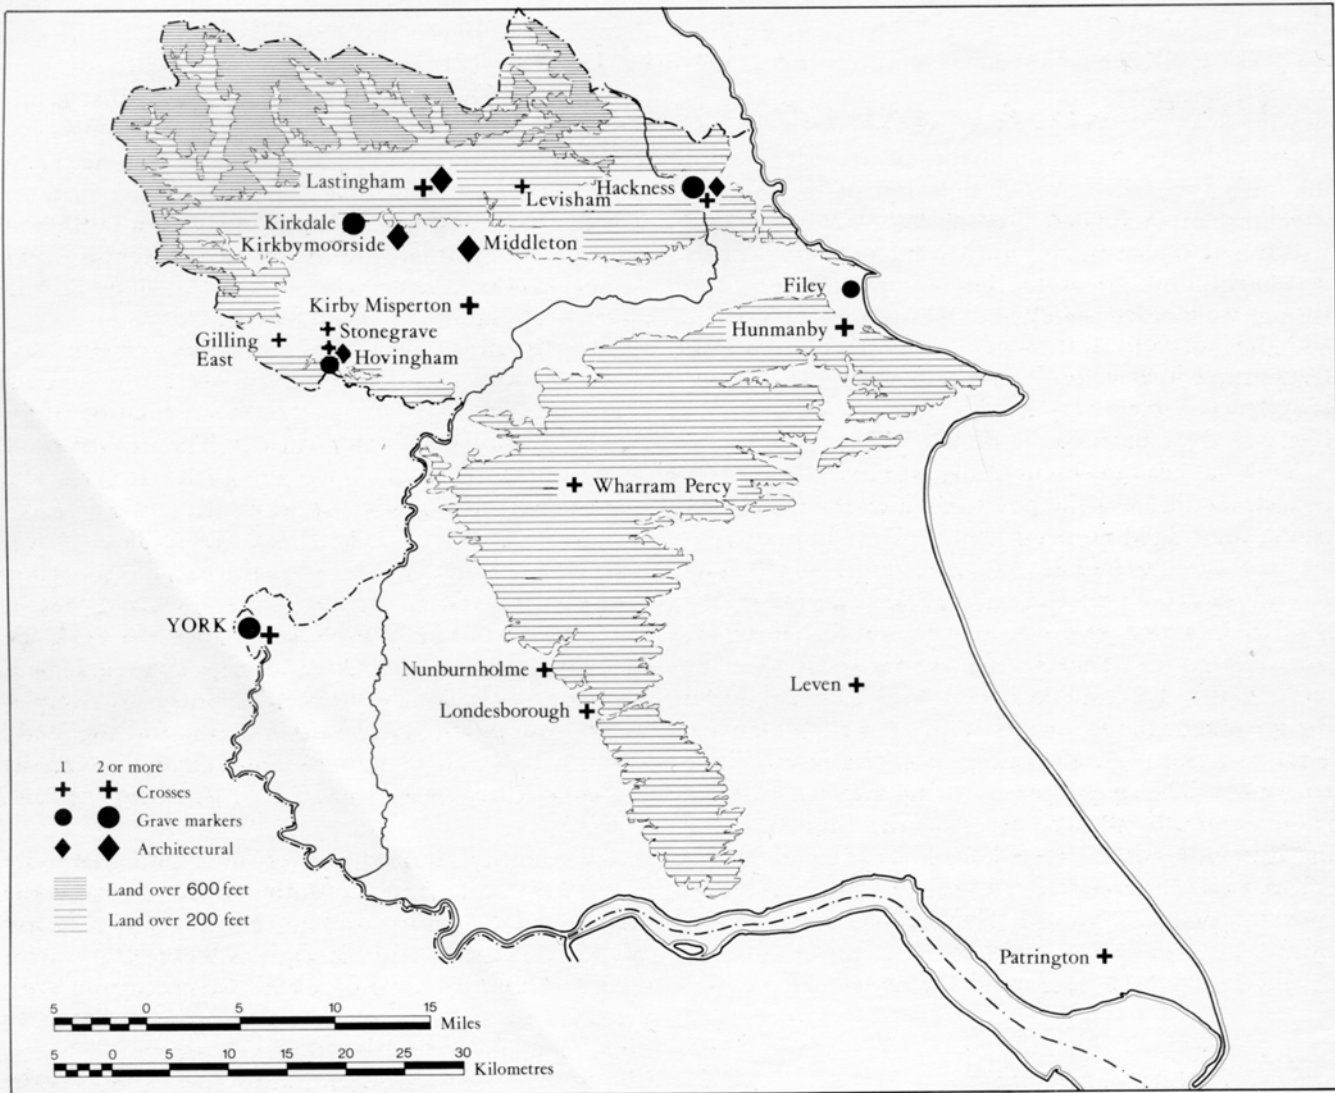 Lastingham
Levisham
Hackness
Kirkdale
Kirkbymoorside
Middleton
Filey
Kirby Misperton
Hunmanby
Stonegrave
Gilling
East
Hovingham
Wharram Percy
YORK
Nunburnholme
Leven
Londesborough
1 2 or more
Crosses
Grave markers
Architectural
Land over 600 feet
Land over 200 feet
Patrington
5 0 5 10 15
Miles
5 0 5 10 15 20 25 30
Kilometres